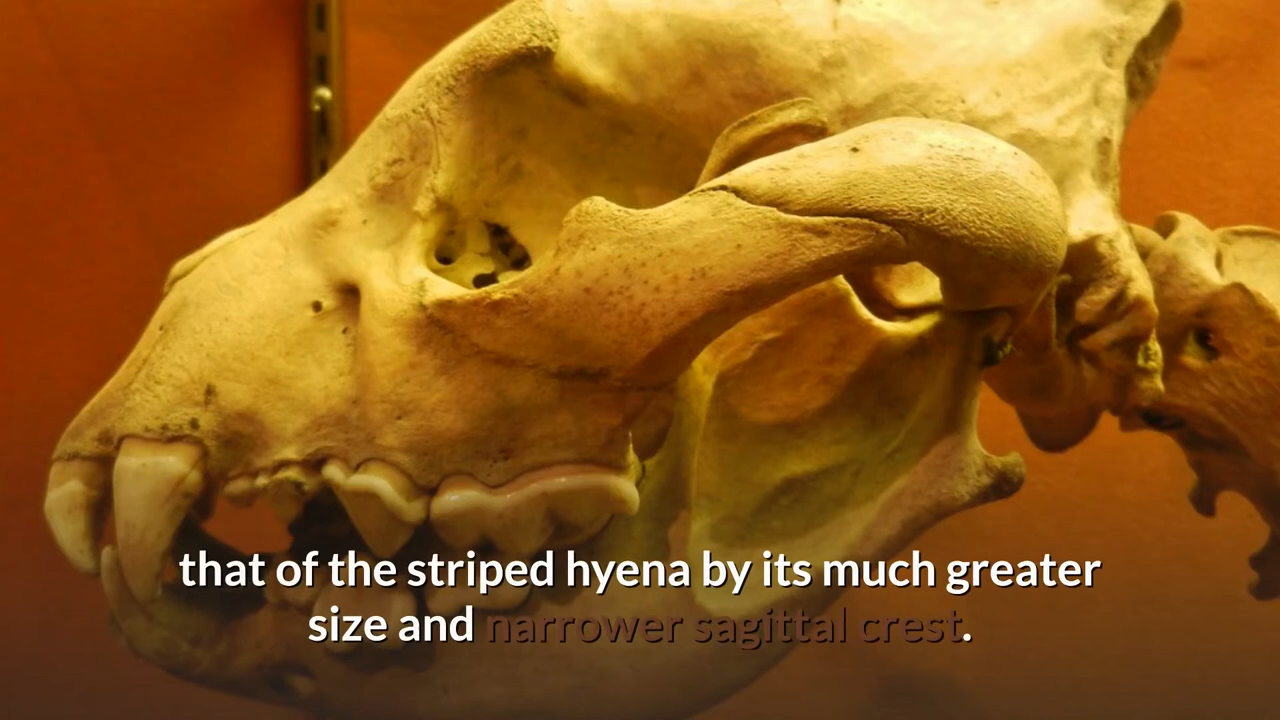 that of the striped hyena by its much greater
size and narrower sagittal crest.